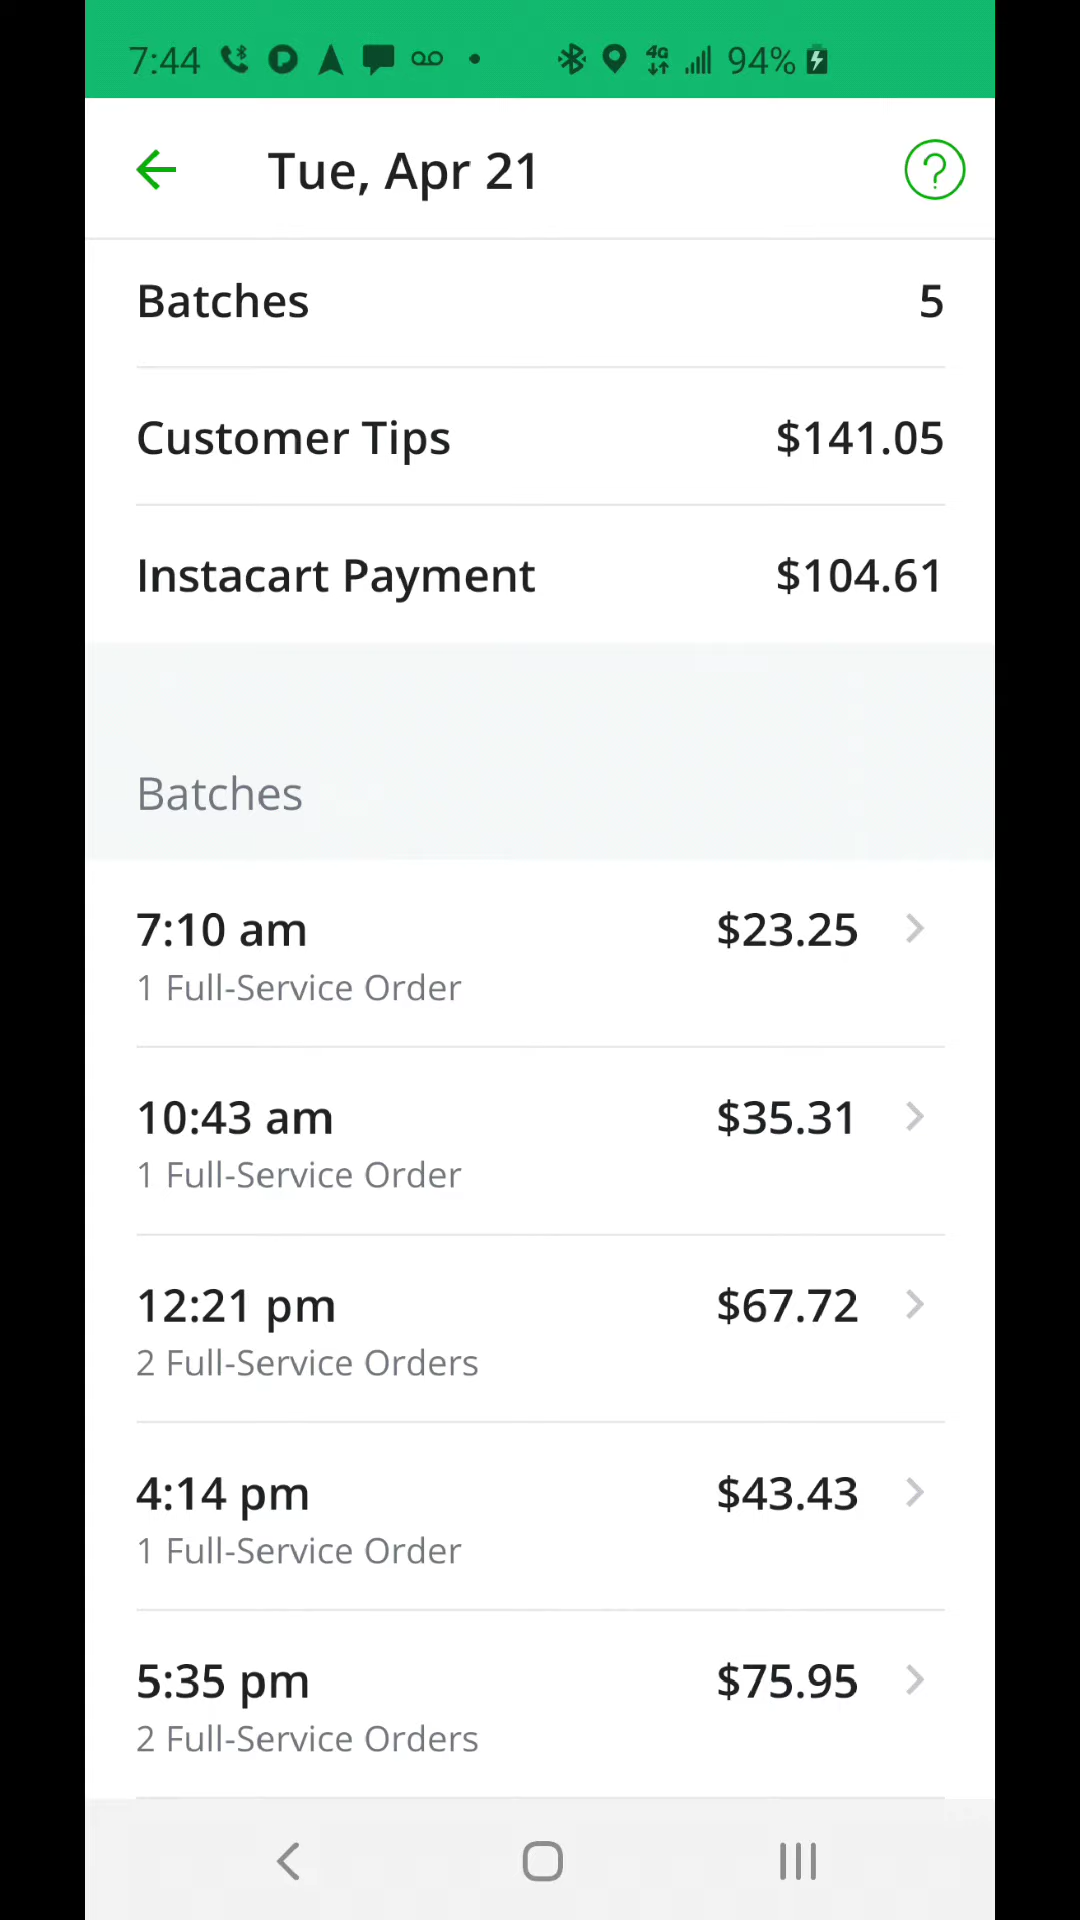 7:44 4G 94%
Tue, Apr 21 ?
Batches 5
Customer Tips $141.05
Instacart Payment $104.61
Batches
7:10 am $23.25
1 Full-Service Order
10:43 am $35.31
1 Full-Service Order
12:21 pm $67.72
2 Full-Service Orders
4:14 pm $43.43
1 Full-Service Order
5:35 pm $75.95
2 Full-Service Orders